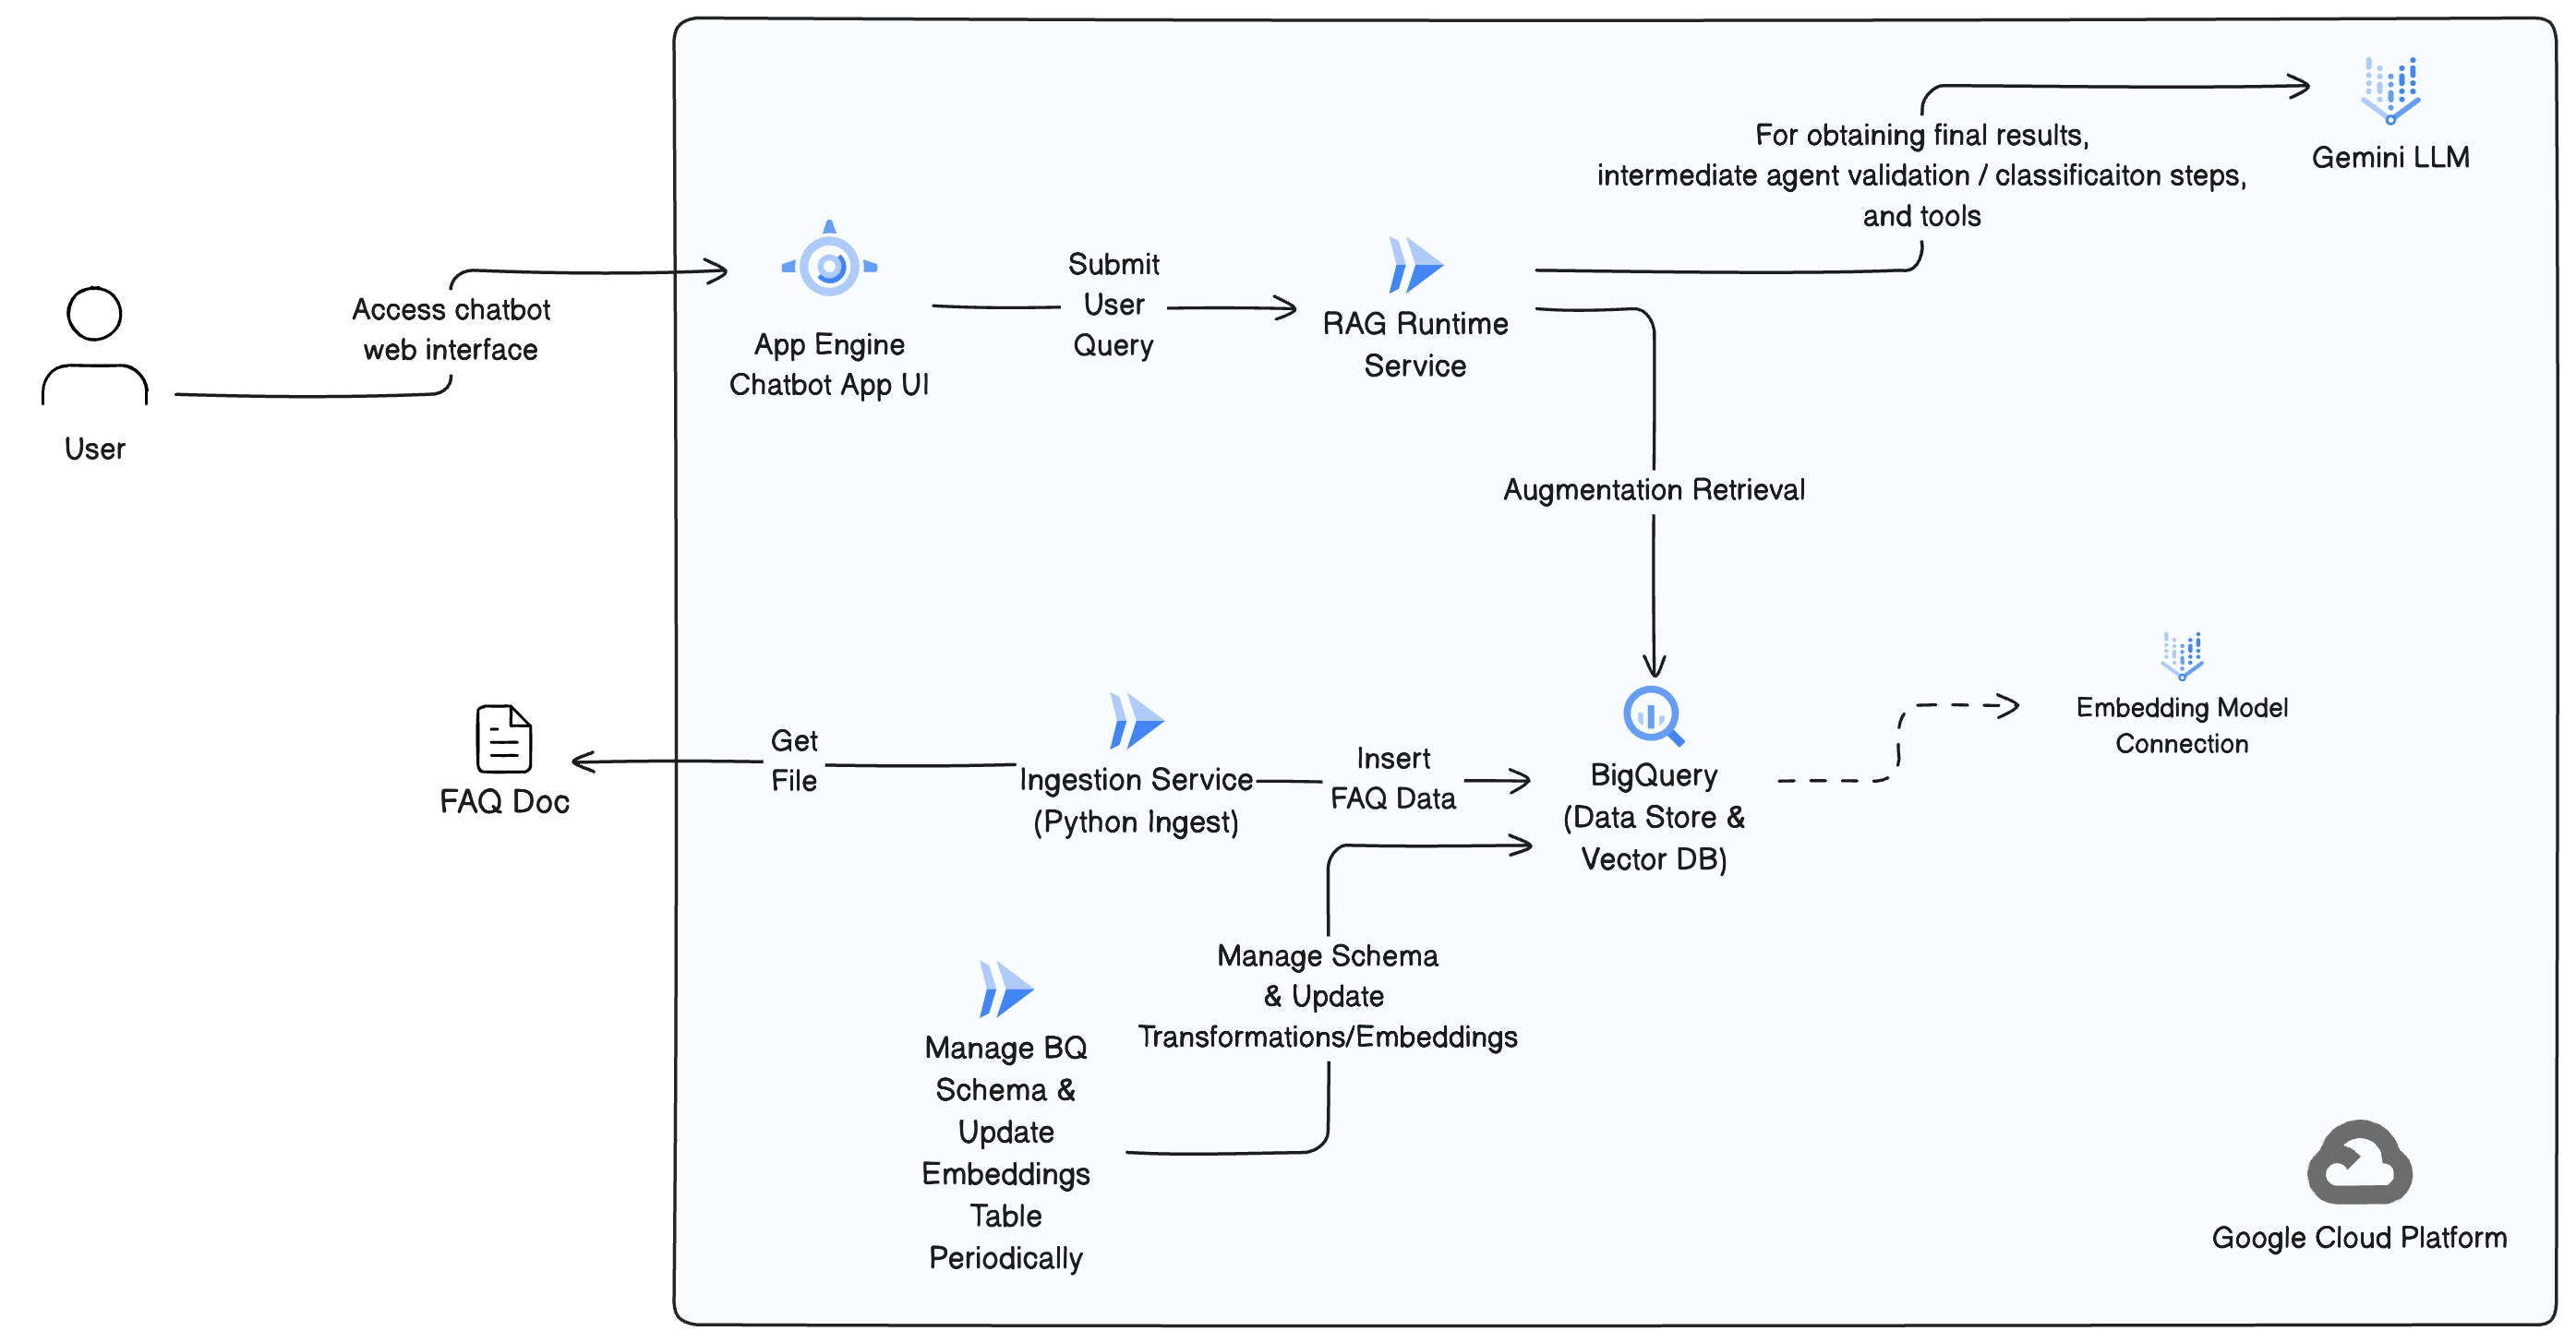 For obtaining final results,
intermediate agent validation / classificaiton steps,
and tools
Gemini LLM
Access chatbot
web interface
User
App Engine
Chatbot App UI
Submit
User
Query
RAG Runtime
Service
Augmentation Retrieval
FAQ Doc
Get
File
Ingestion Service
(Python Ingest)
Insert
FAQ Data
BigQuery
(Data Store &
Vector DB)
Embedding Model
Connection
Manage BQ
Schema &
Update
Embeddings
Table
Periodically
Manage Schema
& Update
Transformations/Embeddings
Google Cloud Platform